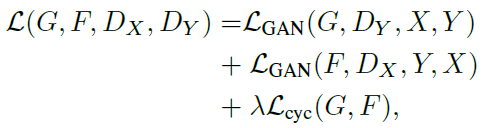 ℒ(G, F, D_X, D_Y) = ℒ_GAN(G, D_Y, X, Y)
+ ℒ_GAN(F, D_X, Y, X)
+ λℒ_cyc(G, F),